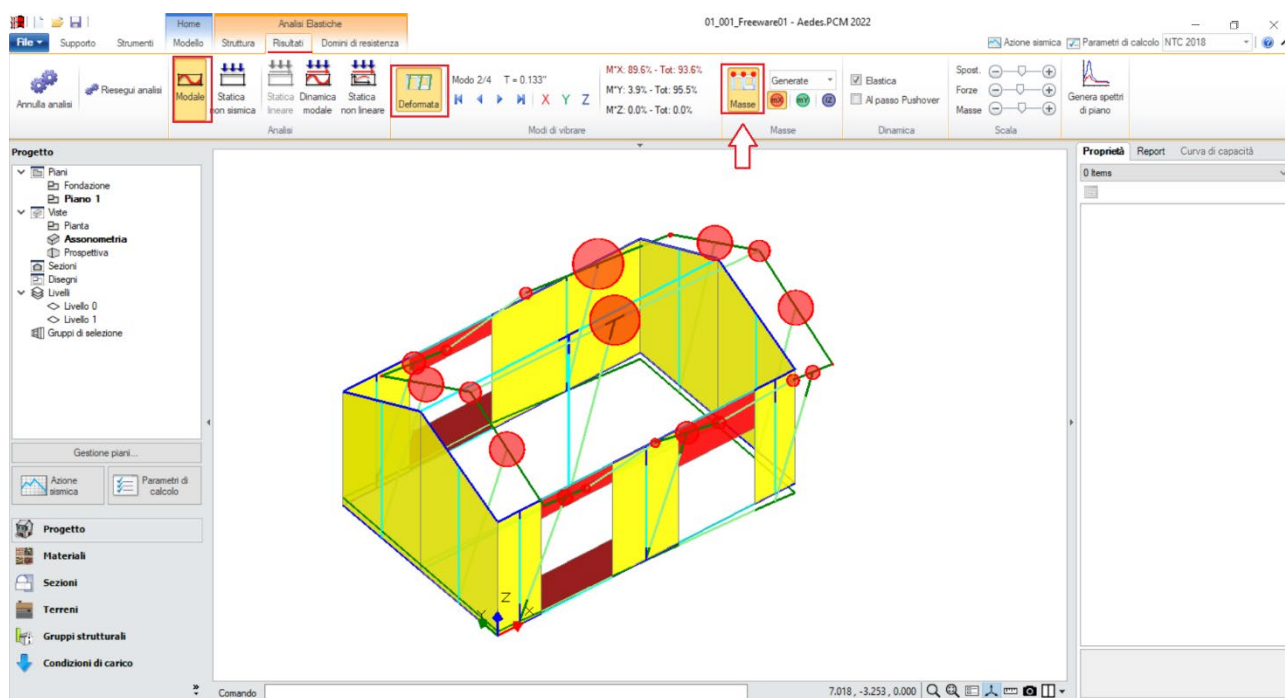 01_001_Freeware01 - Aedes.PCM 2022
Home
Analisi Elastiche
File
Supporto
Strumenti
Modello
Struttura
Risultati
Domini di resistenza
Azione sismica
Parametri di calcolo
NTC 2018
Annulla analisi
Riesegui analisi
Modale
Statica non sismica
Statica lineare
Dinamica modale
Statica non lineare
Analisi
Deformata
Modo 2/4 T = 0.133"
X Y Z
M*X: 89.6% - Tot: 93.6%
M*Y: 3.9% - Tot: 95.5%
M*Z: 0.0% - Tot: 0.0%
Modi di vibrare
Masse
Generate
mX
mY
IZ
Masse
Elastica
Al passo Pushover
Dinamica
Spost.
Forze
Masse
Scala
Genera spettri
di piano
Progetto
Piani
Fondazione
Piano 1
Viste
Pianta
Assonometria
Prospettiva
Sezioni
Disegni
Livelli
Livello 0
Livello 1
Gruppi di selezione
Gestione piani...
Azione sismica
Parametri di calcolo
Progetto
Materiali
Sezioni
Terreni
Gruppi strutturali
Condizioni di carico
Z
X
Y
Proprietà
Report
Curva di capacità
0 Items
Comando
7.018 , -3.253 , 0.000